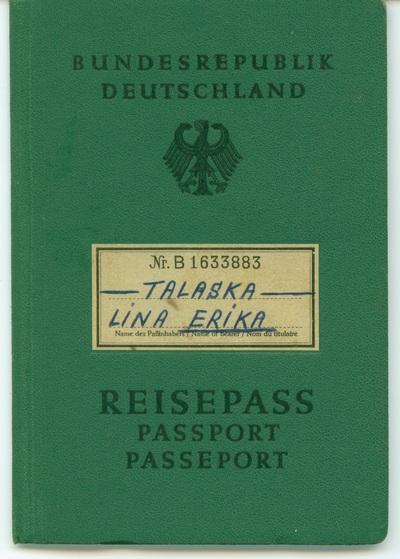 BUNDESREPUBLIK
DEUTSCHLAND
Nr. B 1633883
TALASKA
LINA ERIKA
Name des Paßinhabers / Name of bearer / Nom du titulaire
REISEPASS
PASSPORT
PASSEPORT